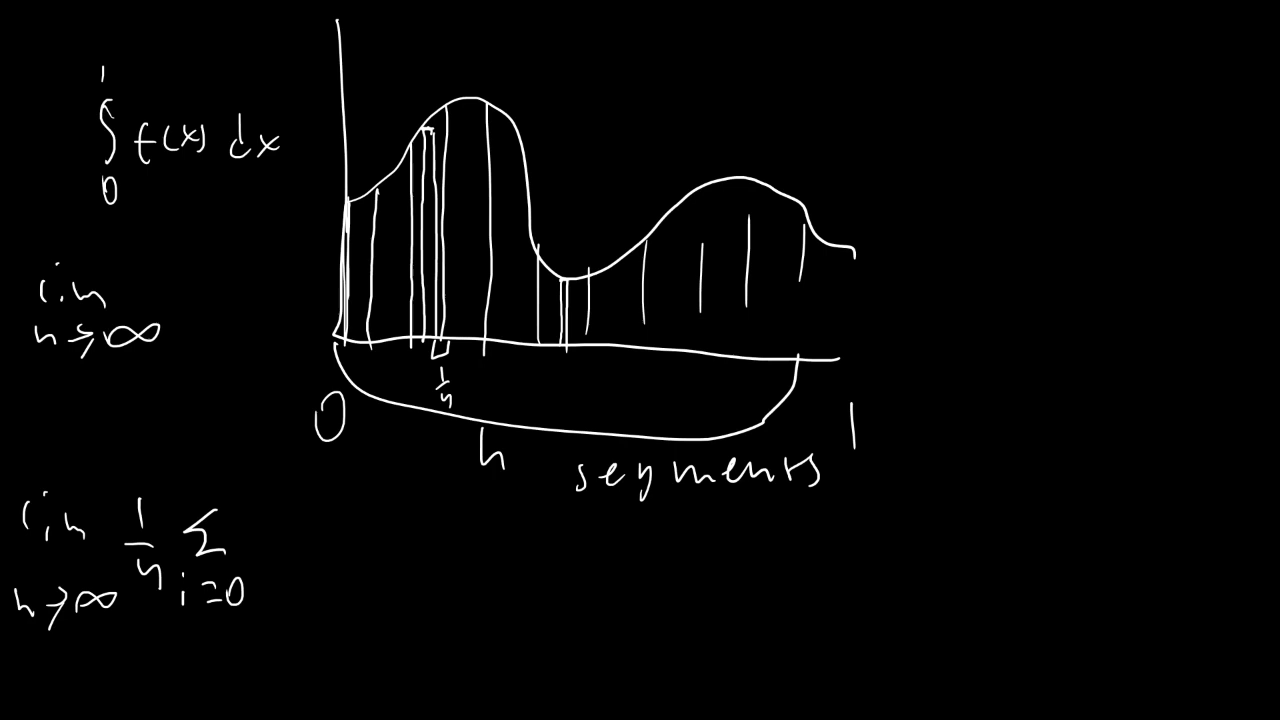 1
∫ f(x) dx
0
lim
n→∞
1/n
0
n segments
1
lim 1/n Σ
n→∞ i=0